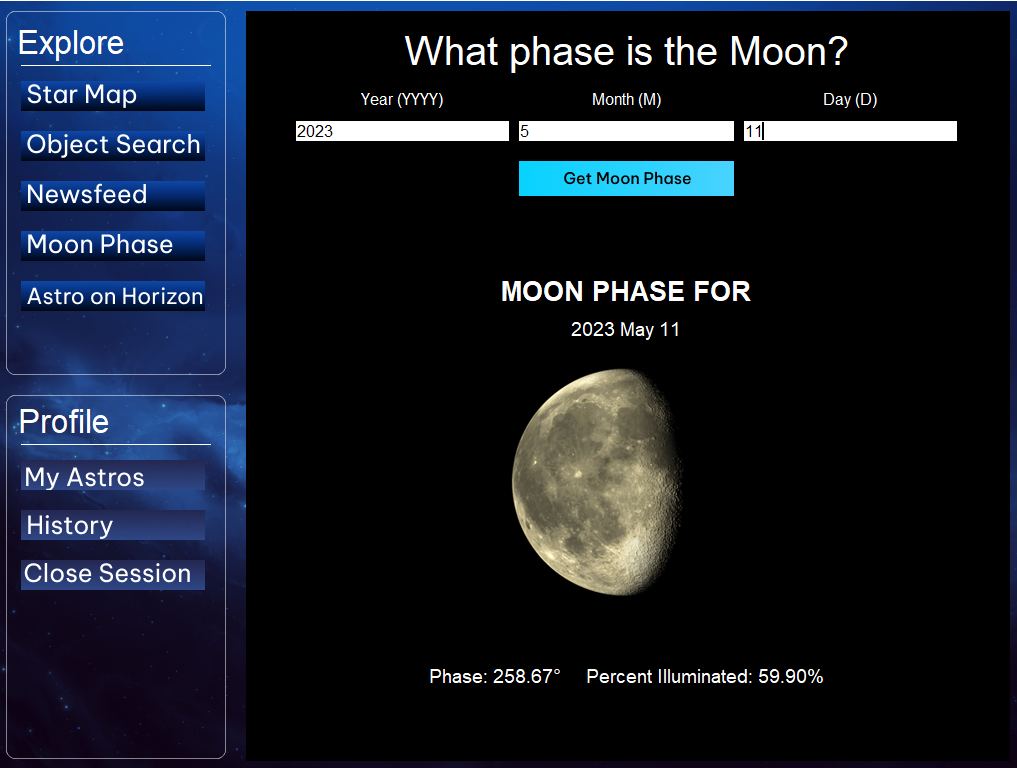 Explore
Star Map
Object Search
Newsfeed
Moon Phase
Astro on Horizon
Profile
My Astros
History
Close Session
What phase is the Moon?
Year (YYYY) Month (M) Day (D)
2023 5 11
Get Moon Phase
MOON PHASE FOR
2023 May 11
Phase: 258.67° Percent Illuminated: 59.90%